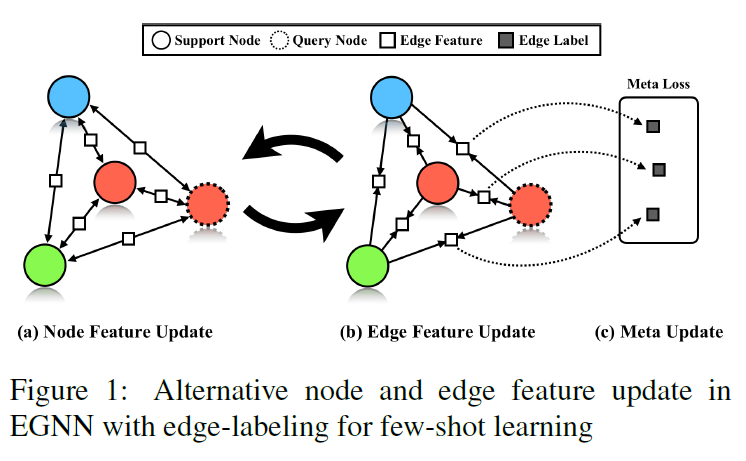 Support Node Query Node Edge Feature Edge Label
Meta Loss
(a) Node Feature Update (b) Edge Feature Update (c) Meta Update
Figure 1: Alternative node and edge feature update in
EGNN with edge-labeling for few-shot learning